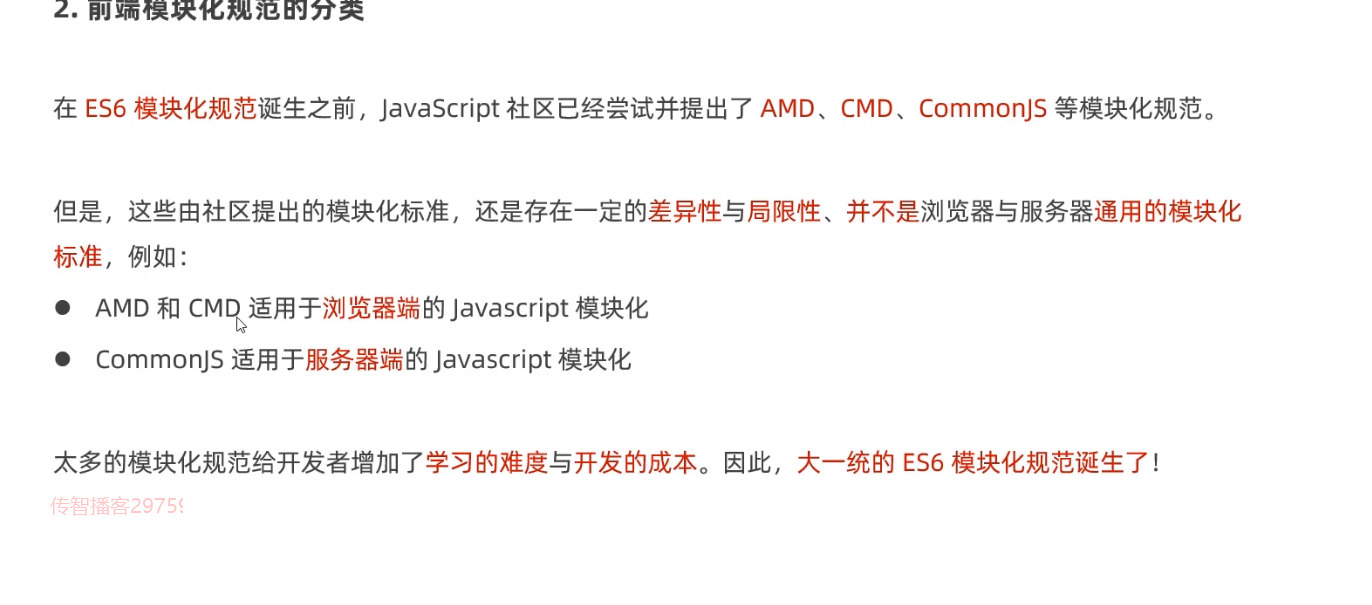 2. 前端模块化规范的分类
在 ES6 模块化规范诞生之前，JavaScript 社区已经尝试并提出了 AMD、CMD、CommonJS 等模块化规范。
但是，这些由社区提出的模块化标准，还是存在一定的差异性与局限性、并不是浏览器与服务器通用的模块化
标准，例如：
● AMD 和 CMD 适用于浏览器端的 Javascript 模块化
● CommonJS 适用于服务器端的 Javascript 模块化
太多的模块化规范给开发者增加了学习的难度与开发的成本。因此，大一统的 ES6 模块化规范诞生了！
传智播客29759